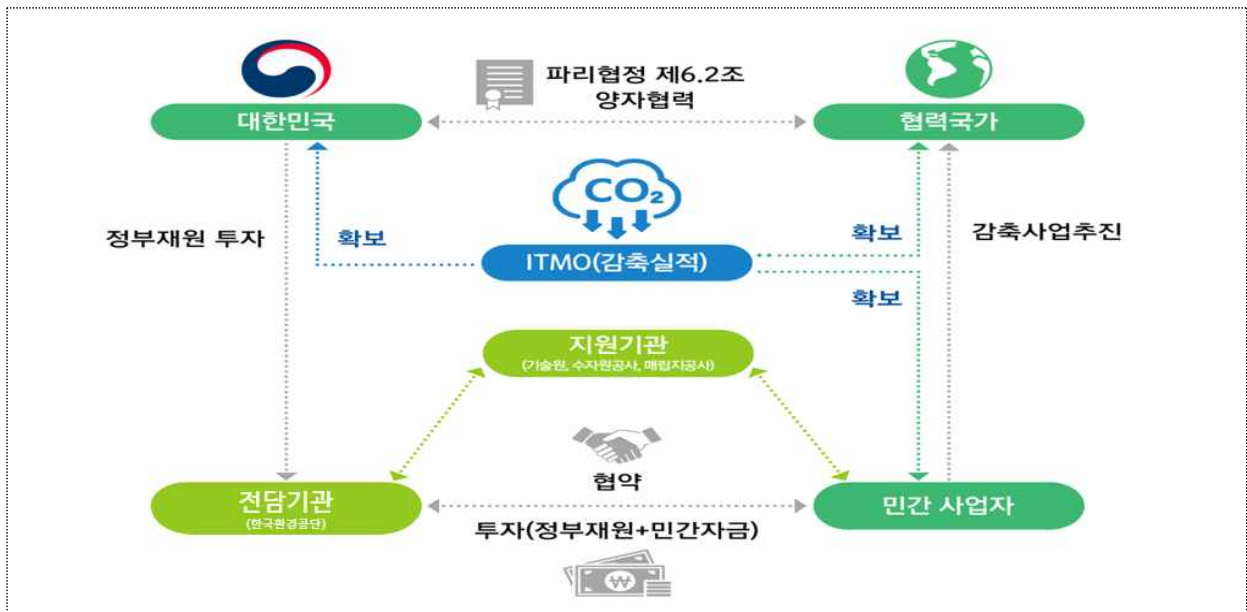 파리협정 제6.2조
양자협력
대한민국
협력국가
CO₂
정부재원 투자
확보
ITMO(감축실적)
확보
감축사업추진
확보
지원기관
(기술원, 수자원공사, 매립지공사)
협약
전담기관
(한국환경공단)
민간 사업자
투자(정부재원+민간자금)
₩